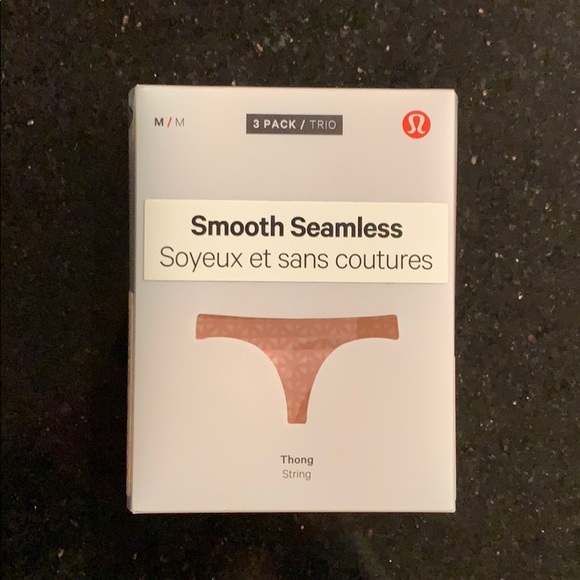 M / M
3 PACK / TRIO
Smooth Seamless
Soyeux et sans coutures
Thong
String